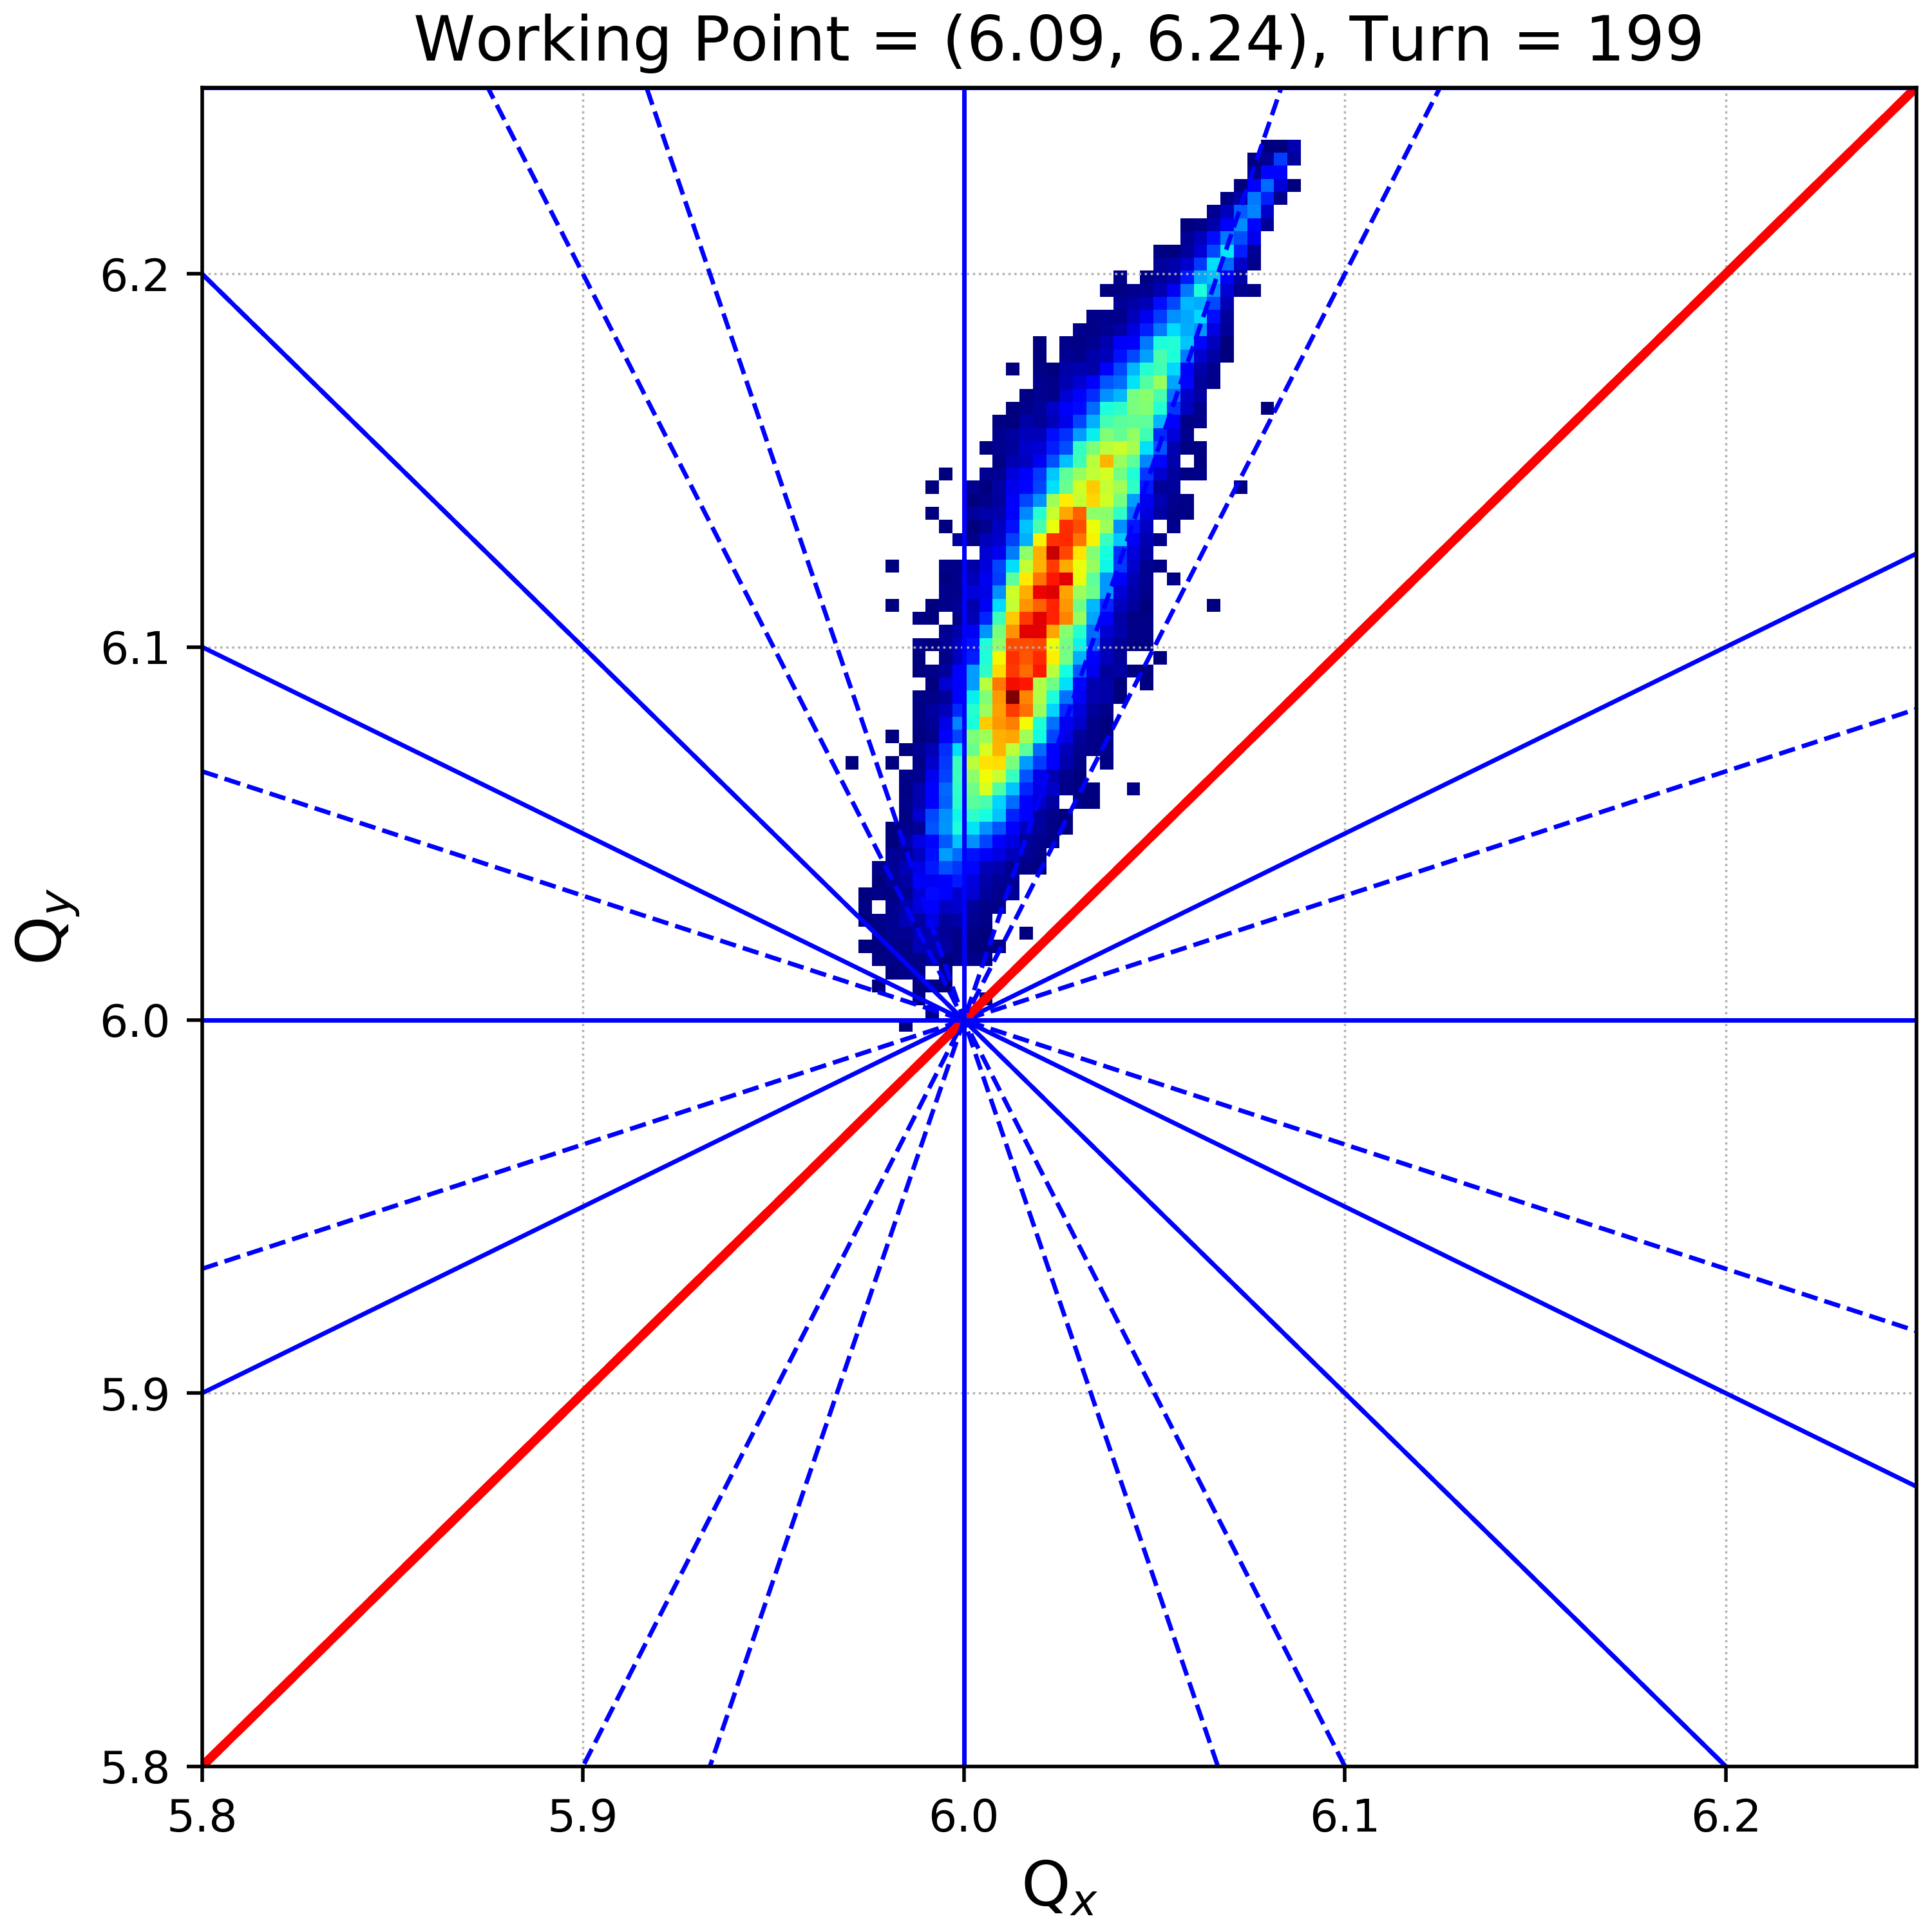 Working Point = (6.09, 6.24), Turn = 199
6.2
6.1
6.0
5.9
5.8
Qy
5.8 5.9 6.0 6.1 6.2
Qx